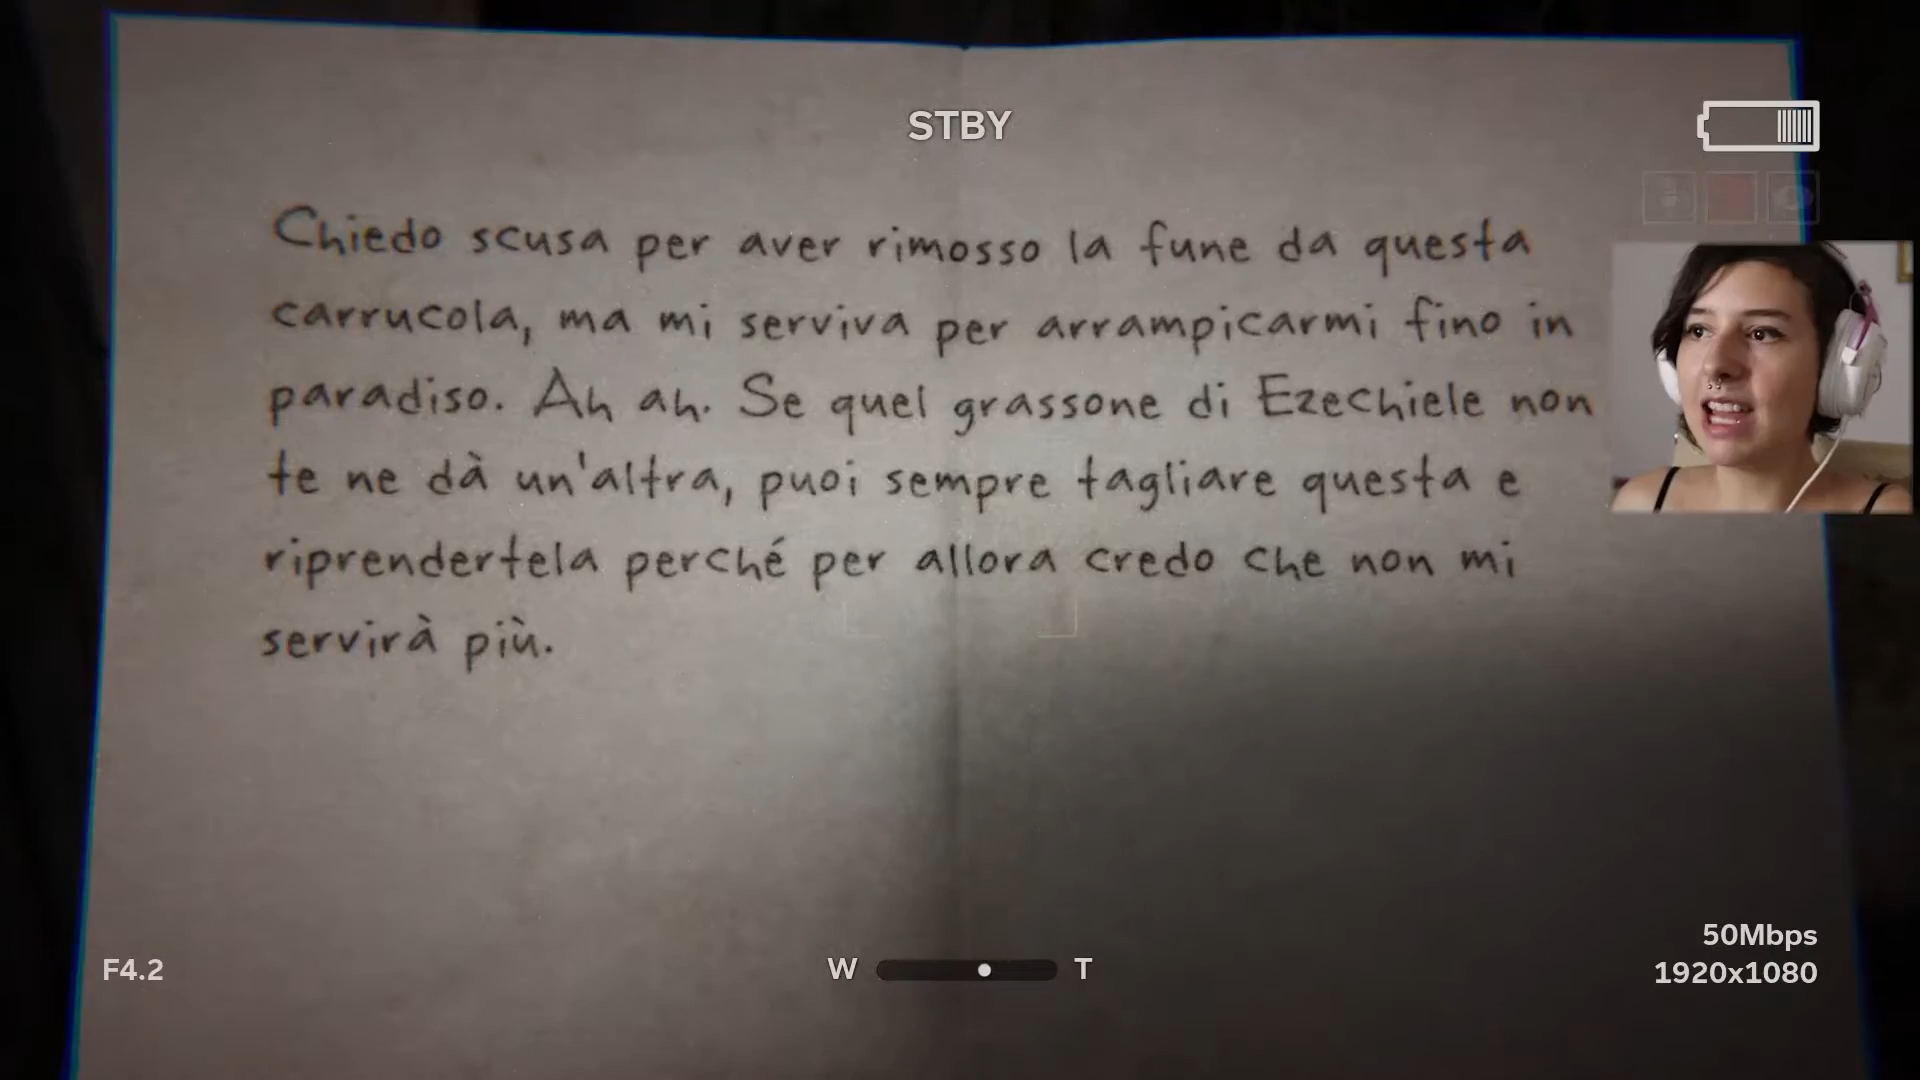 STBY
Chiedo scusa per aver rimosso la fune da questa
carrucola, ma mi serviva per arrampicarmi fino in
paradiso. Ah ah. Se quel grassone di Ezechiele non
te ne dà un'altra, puoi sempre tagliare questa e
riprendertela perché per allora credo che non mi
servirà più.
50Mbps
F4.2
W T
1920x1080